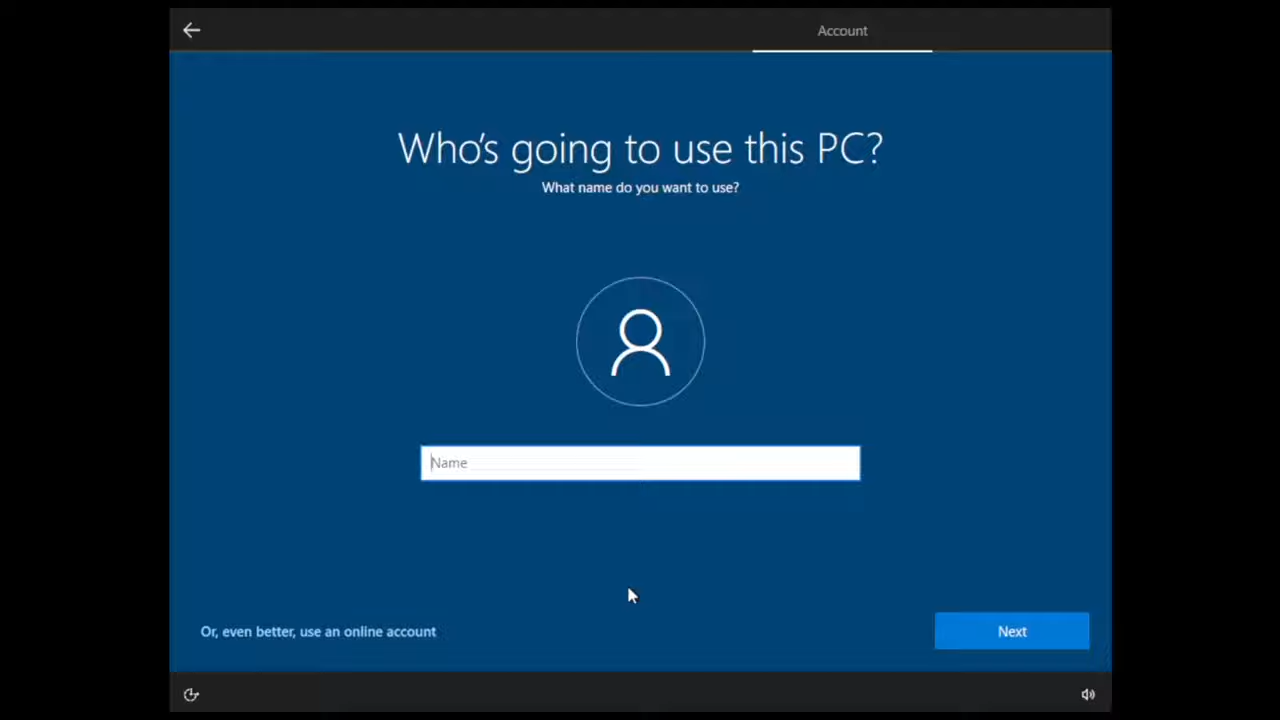 Account
Who's going to use this PC?
What name do you want to use?
Name
Or, even better, use an online account
Next